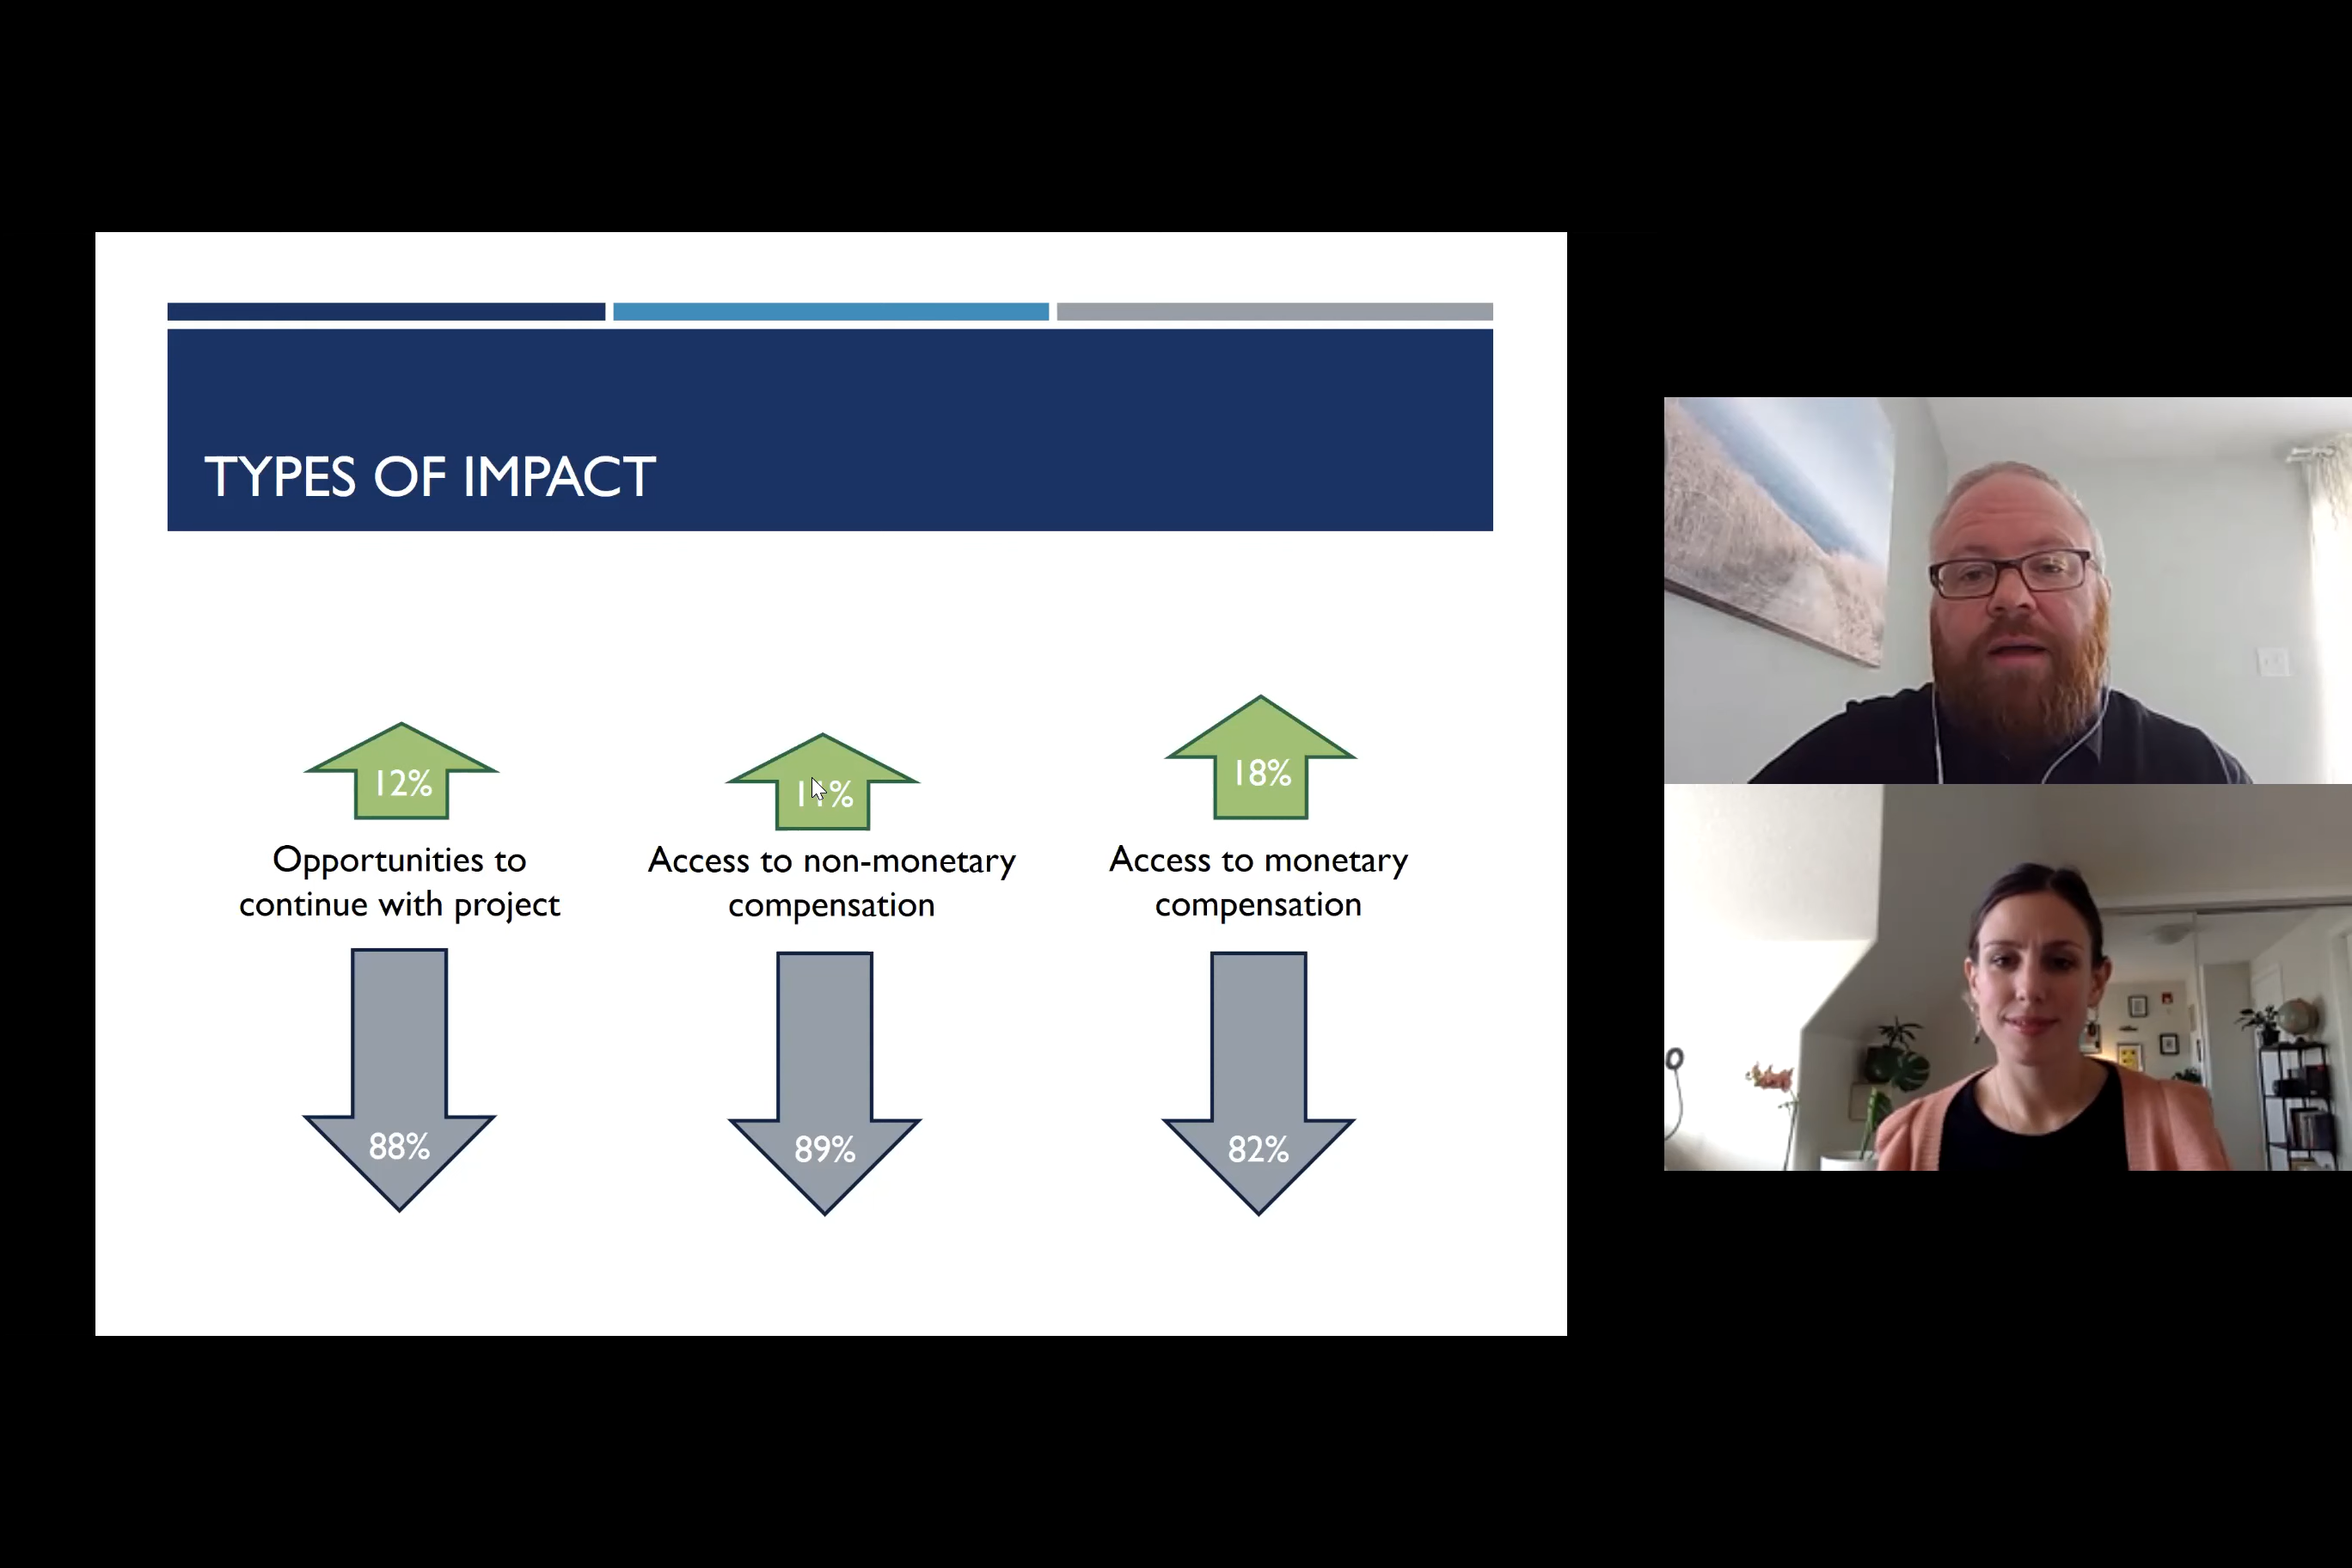 TYPES OF IMPACT
12%
11%
18%
Opportunities to
continue with project
Access to non-monetary
compensation
Access to monetary
compensation
88%
89%
82%